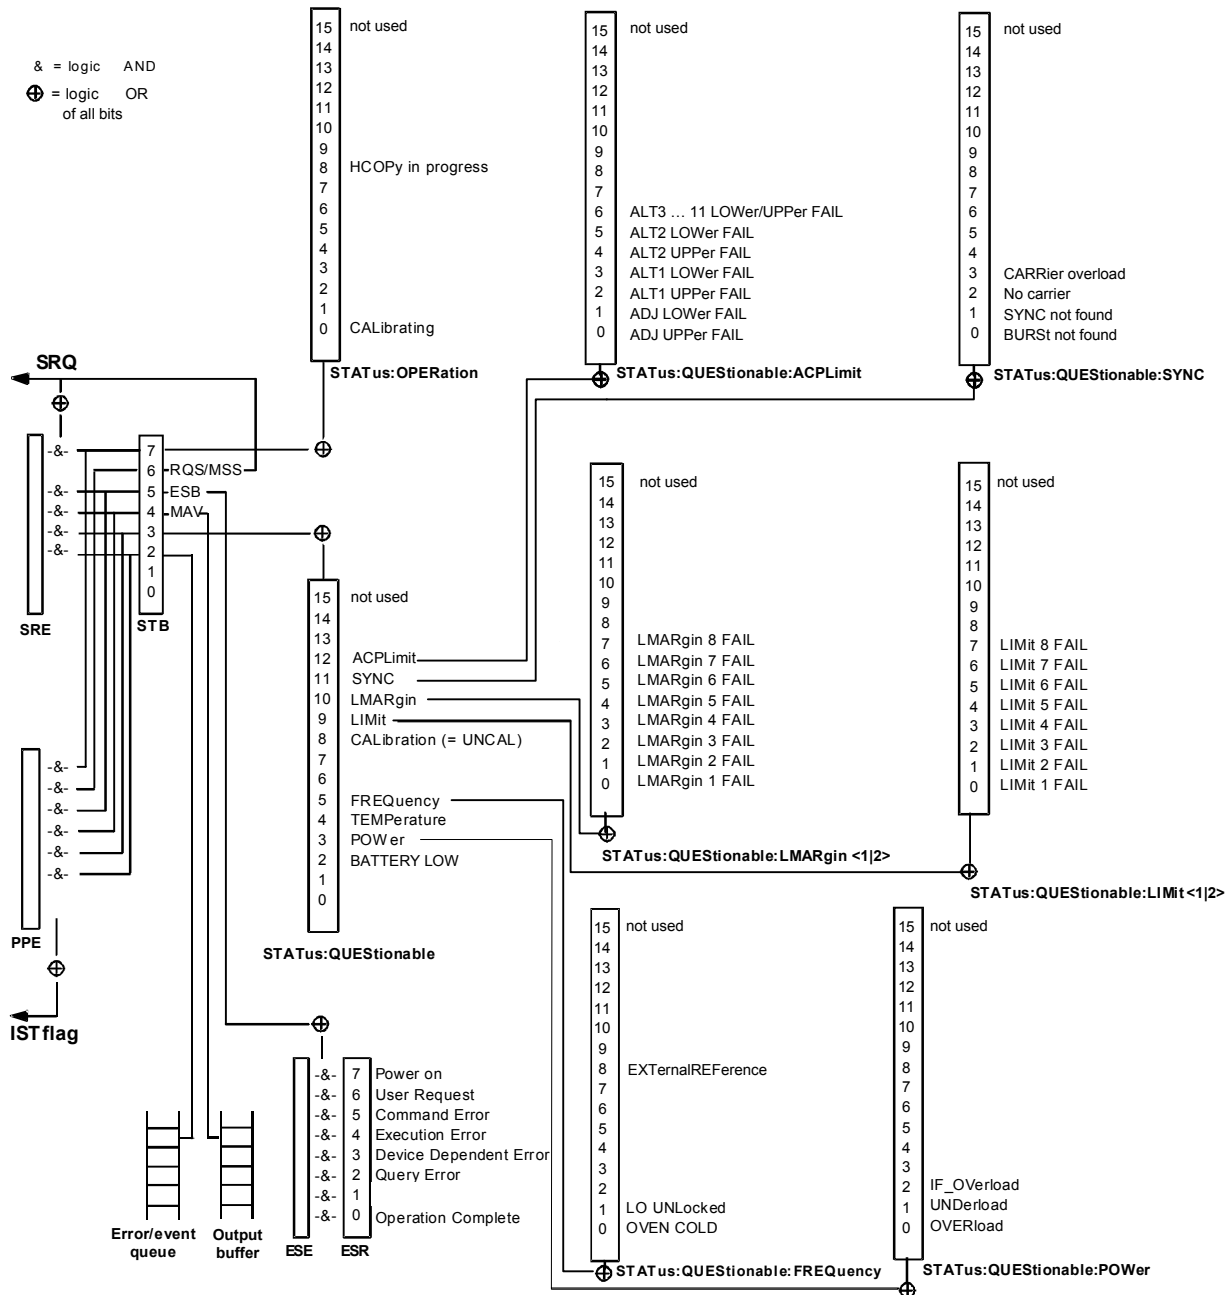 & = logic AND
⊕ = logic OR
of all bits
15 not used
14
13
12
11
10
9
8 HCOPy in progress
7
6
5
4
3
2
1
0 CALibrating
STATus:OPERation
15 not used
14
13
12
11
10
9
8
7
6 ALT3 ... 11 LOWer/UPPer FAIL
5 ALT2 LOWer FAIL
4 ALT2 UPPer FAIL
3 ALT1 LOWer FAIL
2 ALT1 UPPer FAIL
1 ADJ LOWer FAIL
0 ADJ UPPer FAIL
STATus:QUEStionable:ACPLimit
15 not used
14
13
12
11
10
9
8
7
6
5
4
3 CARRier overload
2 No carrier
1 SYNC not found
0 BURSt not found
STATus:QUEStionable:SYNC
SRQ
-&- 7
6 RQS/MSS
-&- 5 ESB
-&- 4 MAV
-&- 3
-&- 2
1
0
SRE
STB
15 not used
14
13
12 ACPLimit
11 SYNC
10 LMARgin
9 LIMit
8 CALibration (= UNCAL)
7
6
5 FREQuency
4 TEMPerature
3 POWer
2 BATTERY LOW
1
0
STATus:QUEStionable
15 not used
14
13
12
11
10
9
8
7 LMARgin 8 FAIL
6 LMARgin 7 FAIL
5 LMARgin 6 FAIL
4 LMARgin 5 FAIL
3 LMARgin 4 FAIL
2 LMARgin 3 FAIL
1 LMARgin 2 FAIL
0 LMARgin 1 FAIL
STATus:QUEStionable:LMARgin <1|2>
15 not used
14
13
12
11
10
9
8
7 LIMit 8 FAIL
6 LIMit 7 FAIL
5 LIMit 6 FAIL
4 LIMit 5 FAIL
3 LIMit 4 FAIL
2 LIMit 3 FAIL
1 LIMit 2 FAIL
0 LIMit 1 FAIL
STATus:QUEStionable:LIMit <1|2>
-&-
-&-
-&-
-&-
-&-
-&-
PPE
IST flag
-&- 7 Power on
-&- 6 User Request
-&- 5 Command Error
-&- 4 Execution Error
-&- 3 Device Dependent Error
-&- 2 Query Error
-&- 1
-&- 0 Operation Complete
ESE
ESR
Error/event
queue
Output
buffer
15 not used
14
13
12
11
10
9
8 EXTernalREFerence
7
6
5
4
3
2
1 LO UNLocked
0 OVEN COLD
STATus:QUEStionable:FREQuency
15 not used
14
13
12
11
10
9
8
7
6
5
4
3
2 IF_OVerload
1 UNDerload
0 OVERload
STATus:QUEStionable:POWer